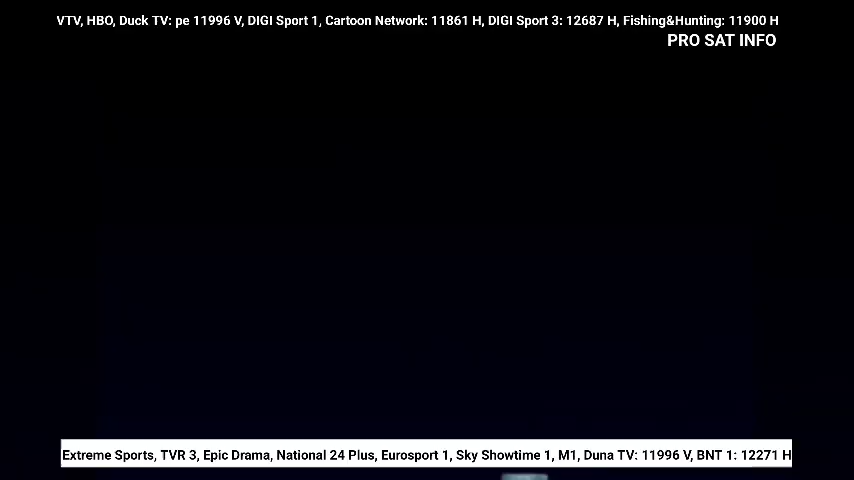 VTV, HBO, Duck TV: pe 11996 V, DIGI Sport 1, Cartoon Network: 11861 H, DIGI Sport 3: 12687 H, Fishing&Hunting: 11900 H
PRO SAT INFO
Extreme Sports, TVR 3, Epic Drama, National 24 Plus, Eurosport 1, Sky Showtime 1, M1, Duna TV: 11996 V, BNT 1: 12271 H